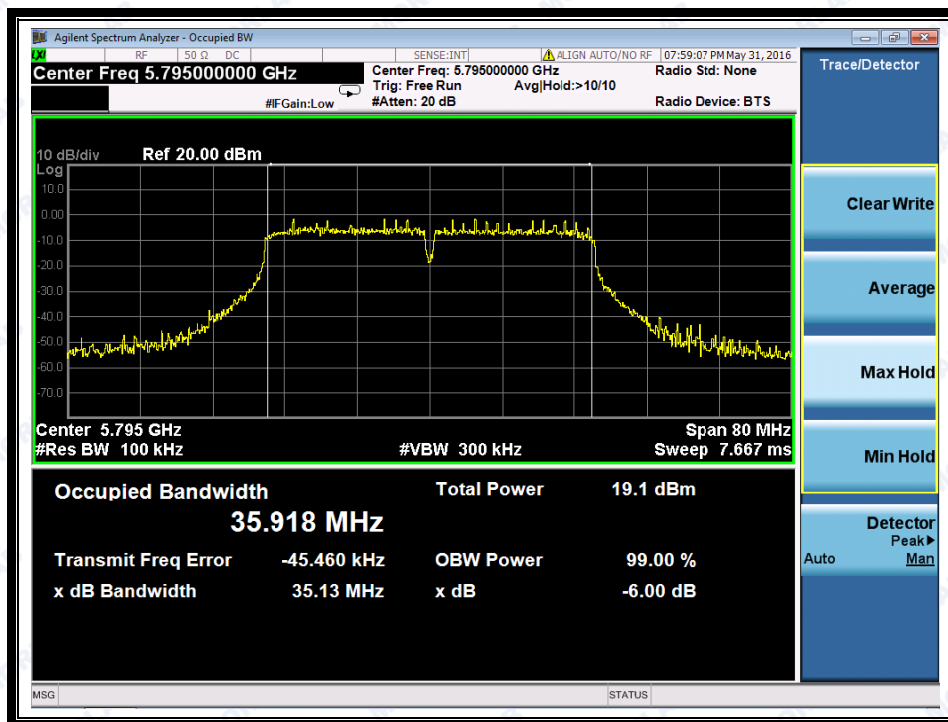 Agilent Spectrum Analyzer - Occupied BW
LXI RF 50 Ω DC SENSE:INT ALIGN AUTO/NO RF 07:59:07 PM May 31, 2016
Center Freq 5.795000000 GHz
Center Freq: 5.795000000 GHz Radio Std: None
Trig: Free Run Avg|Hold:>10/10
#IFGain:Low #Atten: 20 dB Radio Device: BTS
Trace/Detector
10 dB/div Ref 20.00 dBm
Log
10.0
0.00
-10.0
-20.0
-30.0
-40.0
-50.0
-60.0
-70.0
Center 5.795 GHz Span 80 MHz
#Res BW 100 kHz #VBW 300 kHz Sweep 7.667 ms
Occupied Bandwidth Total Power 19.1 dBm
35.918 MHz
Transmit Freq Error -45.460 kHz OBW Power 99.00 %
x dB Bandwidth 35.13 MHz x dB -6.00 dB
Clear Write
Average
Max Hold
Min Hold
Detector
Peak▶
Auto Man
MSG STATUS